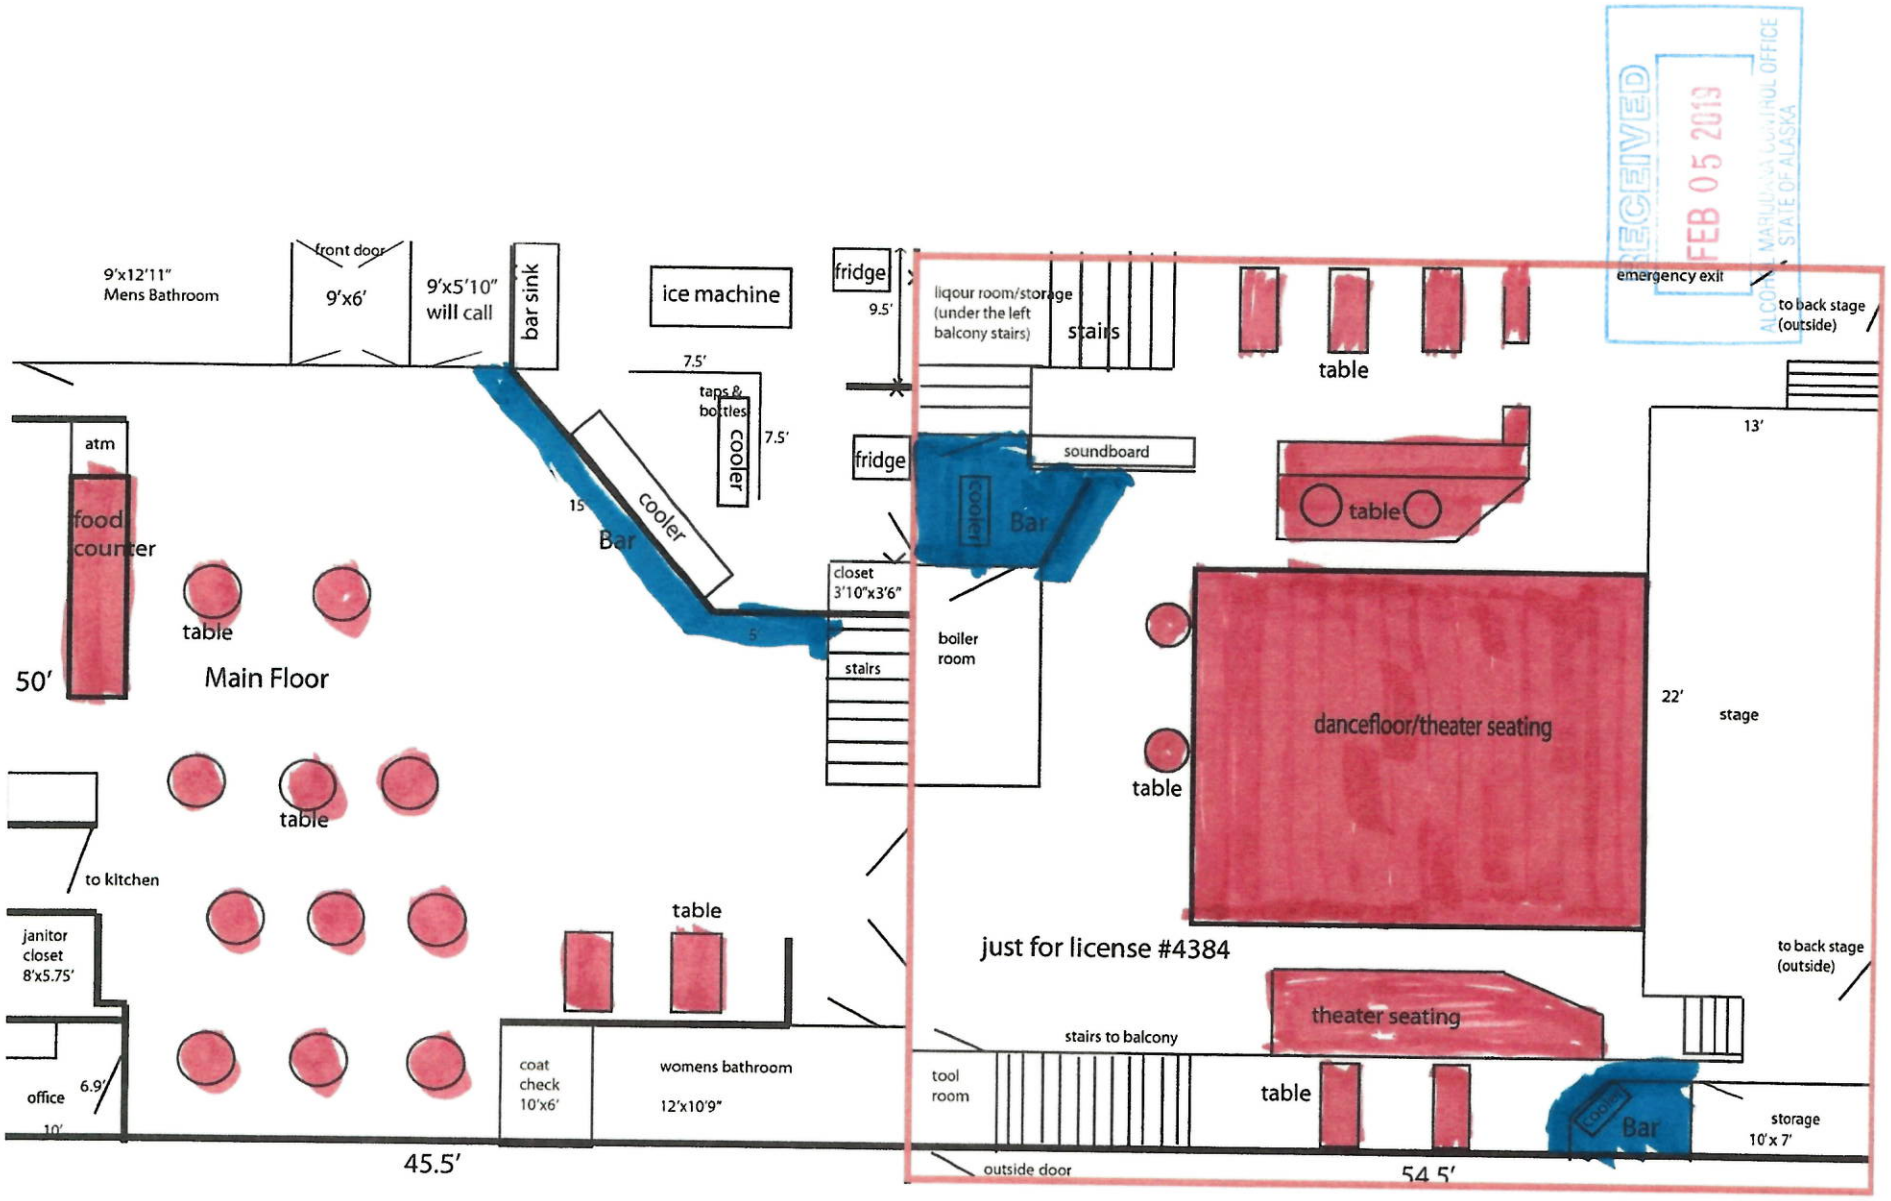 RECEIVED
FEB 05 2019
ALCOHOL MARIJUANA CONTROL OFFICE
STATE OF ALASKA
9'x12'11"
Mens Bathroom
front door
9'x6'
9'x5'10"
will call
bar sink
ice machine
fridge
9.5'
liqour room/storage
(under the left
balcony stairs)
stairs
table
emergency exit
to back stage
(outside)
7.5'
taps &
bottles
cooler
7.5'
13'
atm
fridge
soundboard
food
counter
15
cooler
Bar
cooler
Bar
table
closet
3'10"x3'6"
5'
table
stairs
boiler
room
50'
Main Floor
22'
stage
dancefloor/theater seating
table
table
to kitchen
table
just for license #4384
janitor
closet
8'x5.75'
to back stage
(outside)
theater seating
stairs to balcony
coat
check
10'x6'
womens bathroom
12'x10'9"
tool
room
table
cooler
Bar
storage
10'x 7'
office
6.9'
10'
45.5'
outside door
54.5'